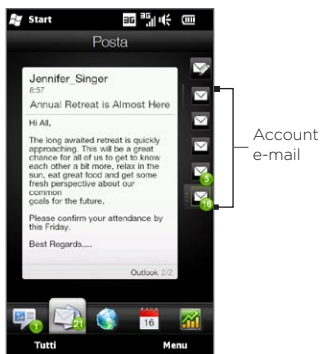 Start
3G
3G
Posta
Jennifer_Singer
8:57
Annual Retreat is Almost Here
Hi All,
The long awaited retreat is quickly
approaching. This will be a great
chance for all of us to get to know
each other a bit more, relax in the
sun, eat great food and get some
fresh perspective about our
common
goals for the future.
Please confirm your attendance by
this Friday.
Best Regards,...
Outlook 2/2
Account
e-mail
1
21
16
Tutti
Menu